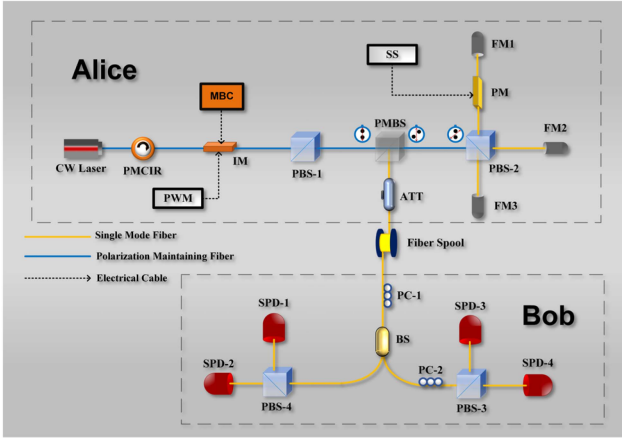 Alice
SS
FM1
PM
MBC
PMBS
FM2
CW Laser
PMCIR
IM
PBS-1
PBS-2
PWM
ATT
FM3
Single Mode Fiber
Polarization Maintaining Fiber
Electrical Cable
Fiber Spool
Bob
PC-1
SPD-1
SPD-3
BS
SPD-2
PC-2
SPD-4
PBS-4
PBS-3